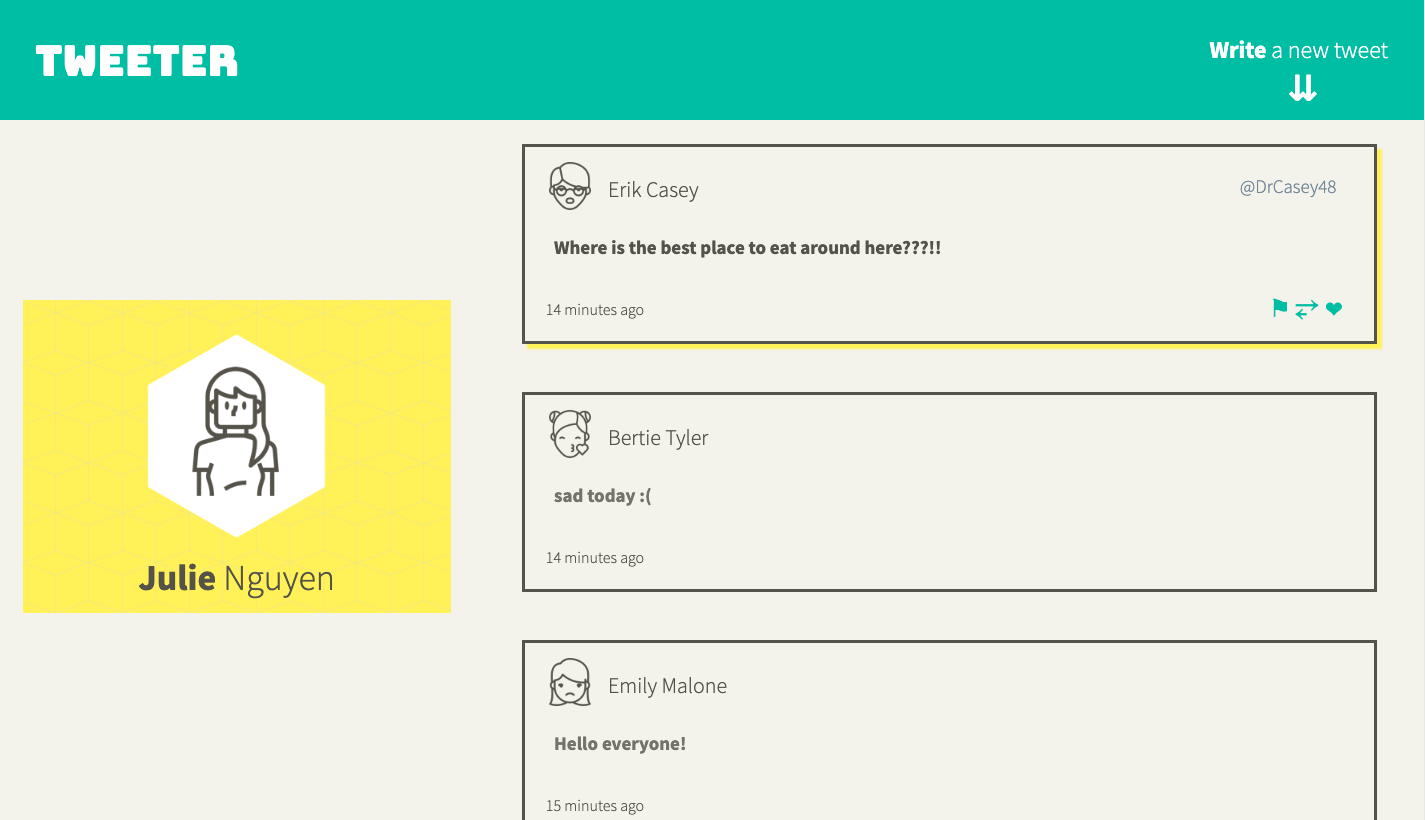 TWEETER
Write a new tweet
Erik Casey
@DrCasey48
Where is the best place to eat around here???!!
14 minutes ago
Julie Nguyen
Bertie Tyler
sad today :(
14 minutes ago
Emily Malone
Hello everyone!
15 minutes ago